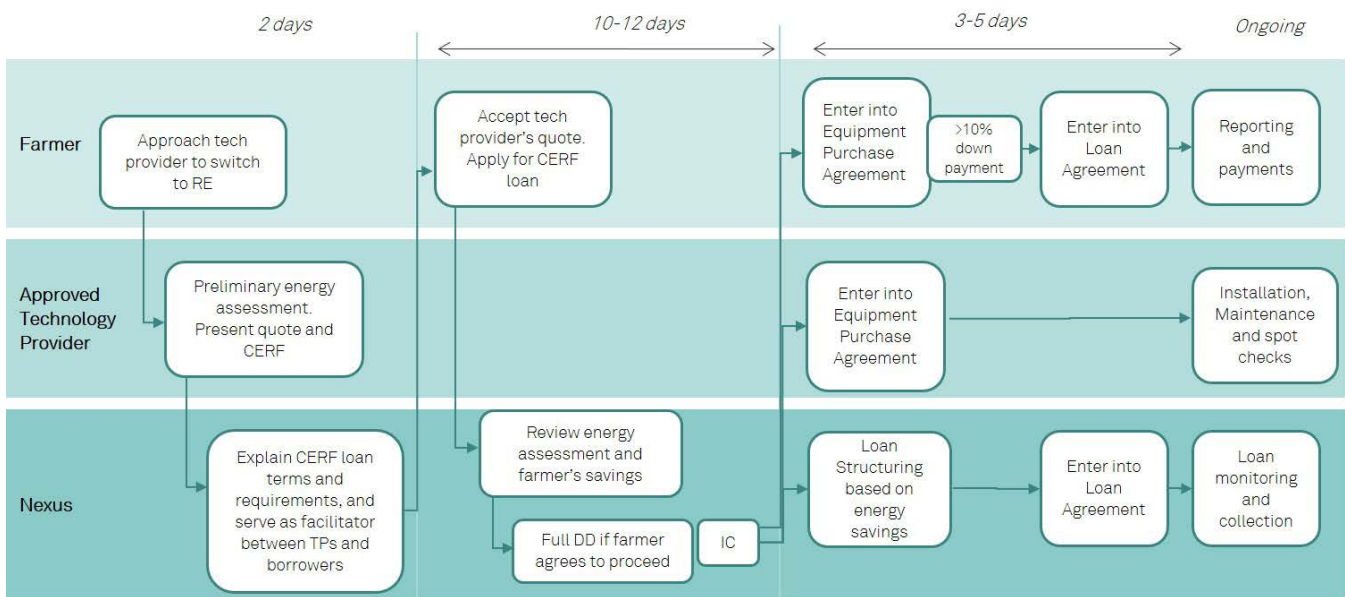 2 days
10-12 days
3-5 days
Ongoing
Farmer
Approach tech
provider to switch
to RE
Accept tech
provider's quote.
Apply for CERF
loan
Enter into
Equipment
Purchase
Agreement
>10%
down
payment
Enter into
Loan
Agreement
Reporting
and
payments
Approved
Technology
Provider
Preliminary energy
assessment.
Present quote and
CERF
Enter into
Equipment
Purchase
Agreement
Installation,
Maintenance
and spot
checks
Nexus
Explain CERF loan
terms and
requirements, and
serve as facilitator
between TPs and
borrowers
Review energy
assessment and
farmer's savings
Full DD if farmer
agrees to proceed
IC
Loan
Structuring
based on
energy
savings
Enter into
Loan
Agreement
Loan
monitoring
and
collection